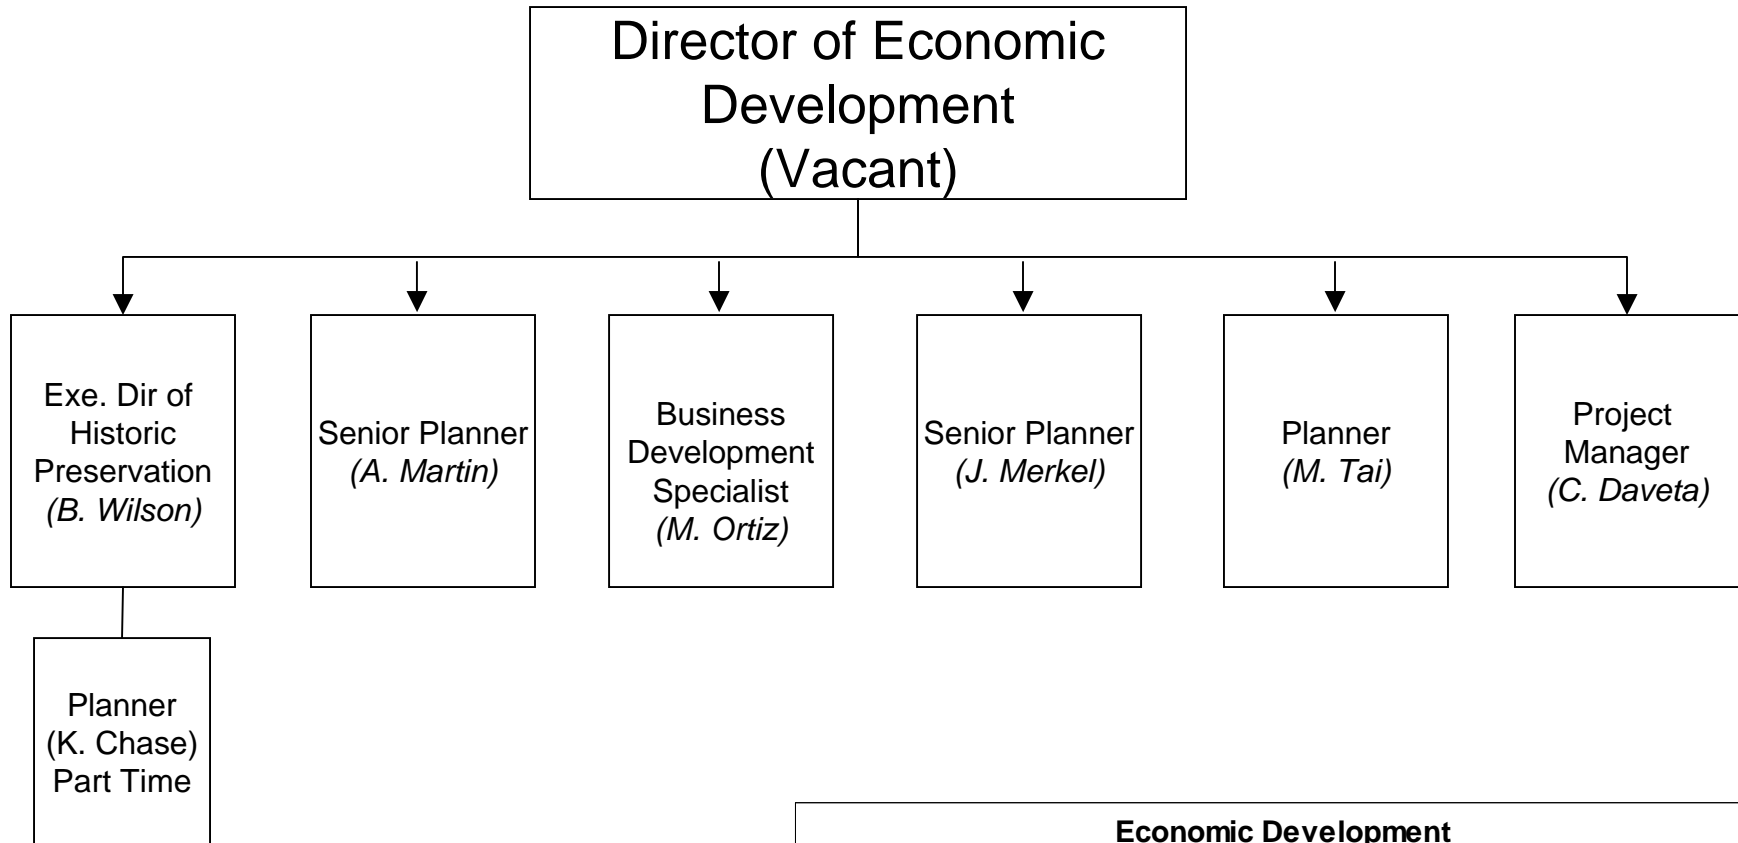 Director of Economic
Development
(Vacant)
Exe. Dir of
Historic
Preservation
(B. Wilson)
Senior Planner
(A. Martin)
Business
Development
Specialist
(M. Ortiz)
Senior Planner
(J. Merkel)
Planner
(M. Tai)
Project
Manager
(C. Daveta)
Planner
(K. Chase)
Part Time
Economic Development